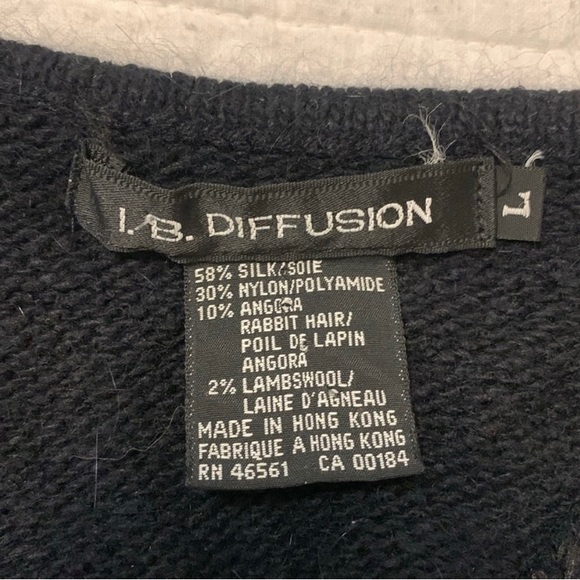 I.B. DIFFUSION
L
58% SILK/SOIE
30% NYLON/POLYAMIDE
10% ANGORA
RABBIT HAIR/
POIL DE LAPIN
ANGORA
2% LAMBSWOOL/
LAINE D'AGNEAU
MADE IN HONG KONG
FABRIQUE A HONG KONG
RN 46561 CA 00184